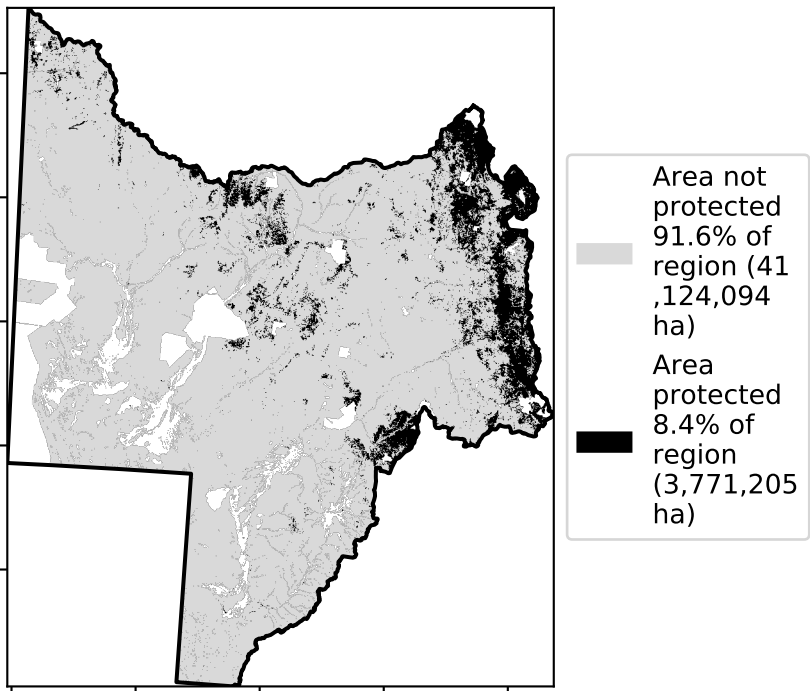 Area not
protected
91.6% of
region (41
,124,094
ha)
Area
protected
8.4% of
region
(3,771,205
ha)